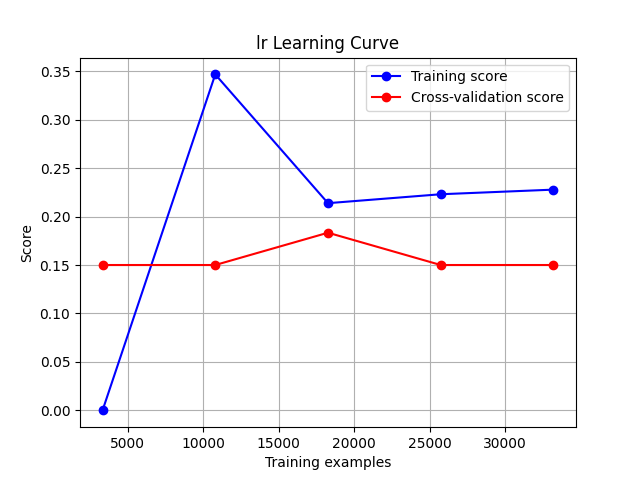 lr Learning Curve
Training score
Cross-validation score
Score
0.35
0.30
0.25
0.20
0.15
0.10
0.05
0.00
5000 10000 15000 20000 25000 30000
Training examples